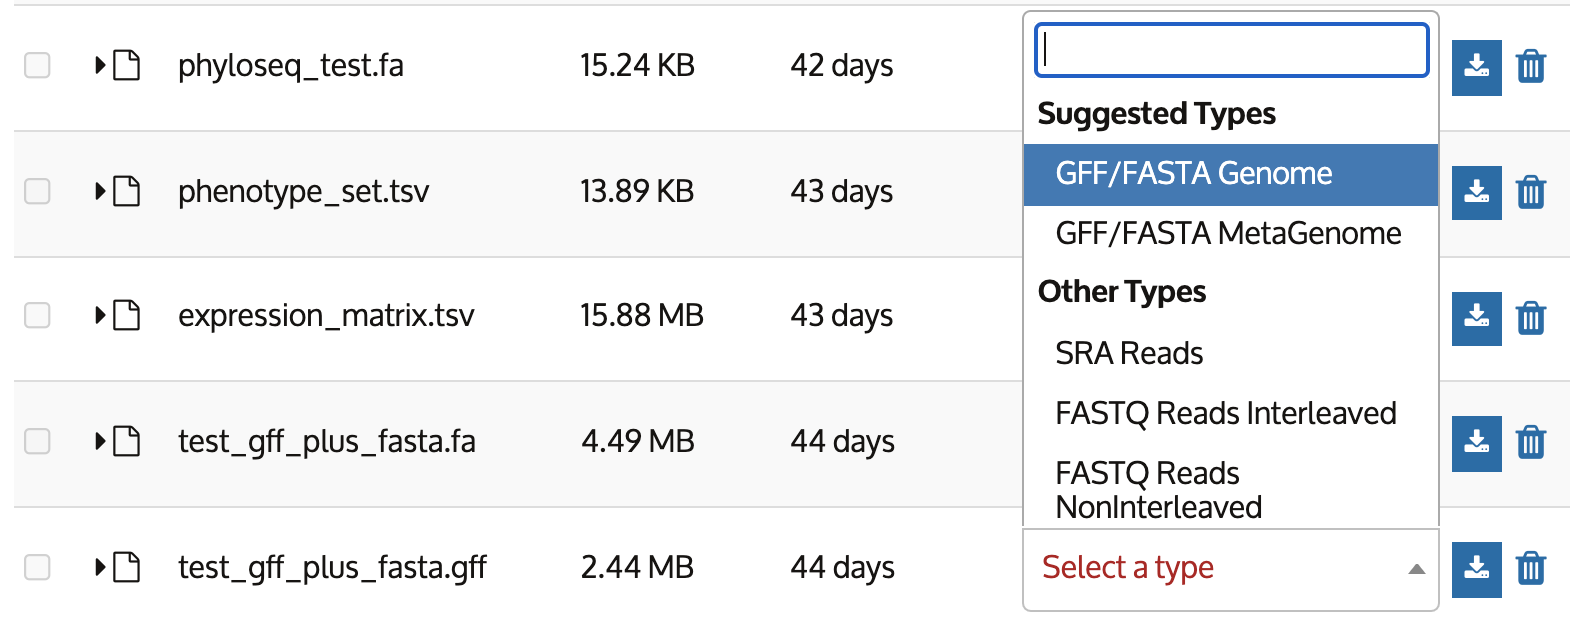 phyloseq_test.fa 15.24 KB 42 days
phenotype_set.tsv 13.89 KB 43 days
expression_matrix.tsv 15.88 MB 43 days
test_gff_plus_fasta.fa 4.49 MB 44 days
test_gff_plus_fasta.gff 2.44 MB 44 days
Suggested Types
GFF/FASTA Genome
GFF/FASTA MetaGenome
Other Types
SRA Reads
FASTQ Reads Interleaved
FASTQ Reads
NonInterleaved
Select a type